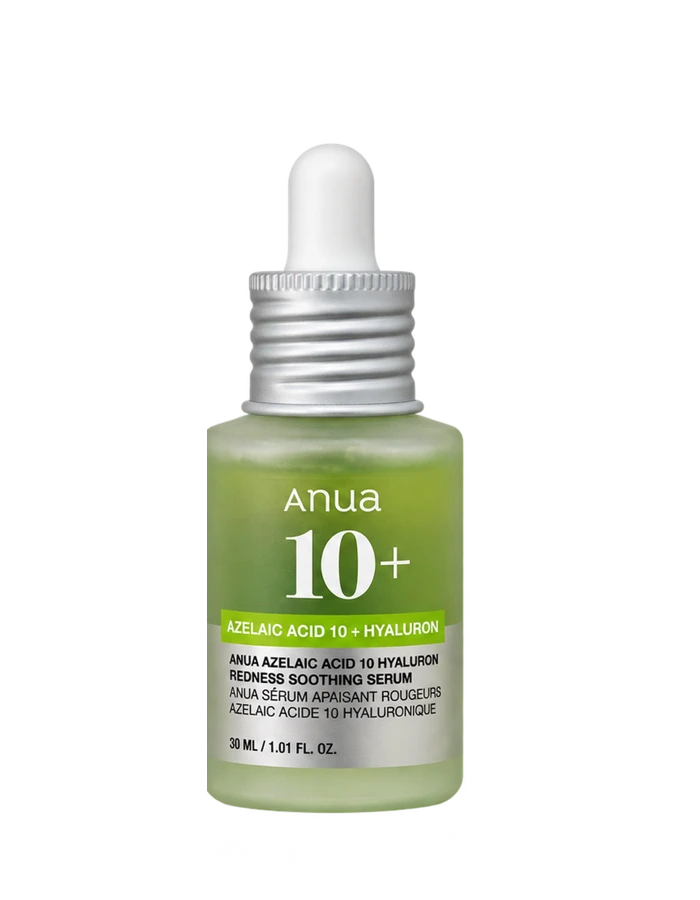 Anua
10+
AZELAIC ACID 10 + HYALURON
ANUA AZELAIC ACID 10 HYALURON
REDNESS SOOTHING SERUM
ANUA SÉRUM APAISANT ROUGEURS
AZELAIC ACIDE 10 HYALURONIQUE
30 ML / 1.01 FL. OZ.